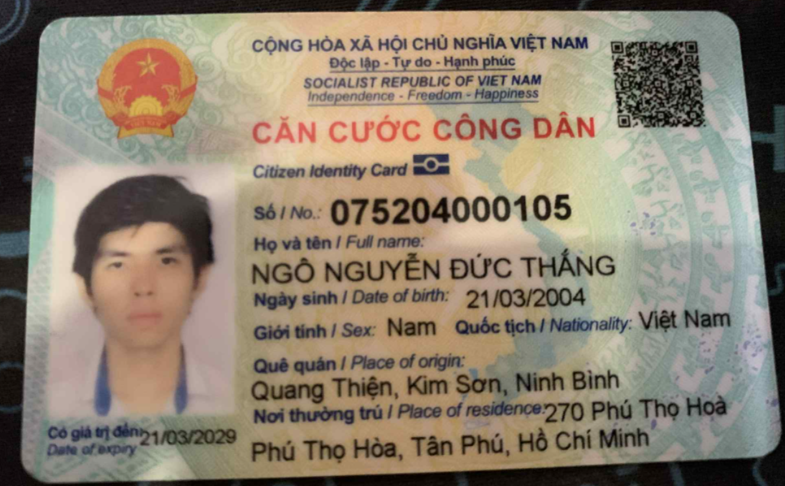 CỘNG HÒA XÃ HỘI CHỦ NGHĨA VIỆT NAM
Độc lập - Tự do - Hạnh phúc
SOCIALIST REPUBLIC OF VIET NAM
Independence - Freedom - Happiness
CĂN CƯỚC CÔNG DÂN
Citizen Identity Card
Số / No.: 075204000105
Họ và tên / Full name:
NGÔ NGUYỄN ĐỨC THẮNG
Ngày sinh / Date of birth: 21/03/2004
Giới tính / Sex: Nam Quốc tịch / Nationality: Việt Nam
Quê quán / Place of origin:
Quang Thiện, Kim Sơn, Ninh Bình
Nơi thường trú / Place of residence: 270 Phú Thọ Hoà
Phú Thọ Hòa, Tân Phú, Hồ Chí Minh
Có giá trị đến: 21/03/2029
Date of expiry